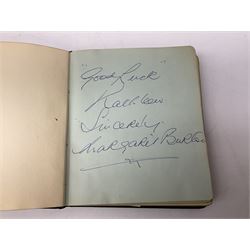 "Good Luck"
Kathleen
Sincerely
Margaret Burton